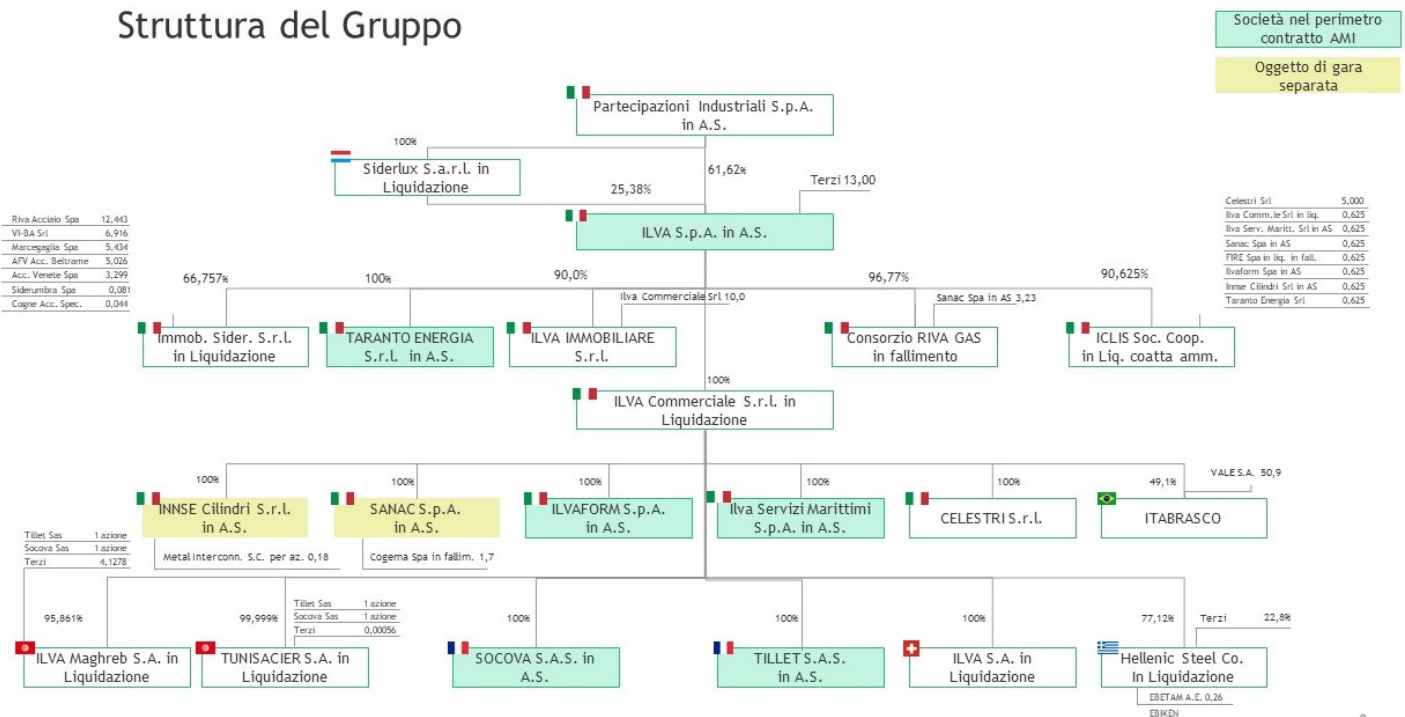 Struttura del Gruppo
Società nel perimetro
contratto AMI
Oggetto di gara
separata
Partecipazioni Industriali S.p.A.
in A.S.
100%
Siderlux S.a.r.l. in
Liquidazione
61,62%
25,38%
Terzi 13,00
ILVA S.p.A. in A.S.
Riva Acciaio Spa 12,443
VI-BA Srl 6,916
Marcegaglia Spa 5,434
AFV Acc. Beltrame 5,026
Acc. Venete Spa 3,299
Siderumbra Spa 0,081
Cogne Acc. Spec. 0,044
Celestri Srl 5,000
Ilva Comm.le Srl in liq. 0,625
Ilva Serv. Maritt. Srl in AS 0,625
Sanac Spa in AS 0,625
FIRE Spa in liq. in fall. 0,625
Ilvaform Spa in AS 0,625
Innse Cilindri Srl in AS 0,625
Taranto Energia Srl 0,625
66,757%
100%
90,0%
96,77%
90,625%
Ilva Commerciale Srl 10,0
Sanac Spa in AS 3,23
Immob. Sider. S.r.l.
in Liquidazione
TARANTO ENERGIA
S.r.l. in A.S.
ILVA IMMOBILIARE
S.r.l.
Consorzio RIVA GAS
in fallimento
ICLIS Soc. Coop.
in Liq. coatta amm.
100%
ILVA Commerciale S.r.l. in
Liquidazione
100%
100%
100%
100%
100%
49,1%
VALE S.A. 50,9
INNSE Cilindri S.r.l.
in A.S.
SANAC S.p.A.
in A.S.
ILVAFORM S.p.A.
in A.S.
Ilva Servizi Marittimi
S.p.A. in A.S.
CELESTRI S.r.l.
ITABRASCO
Metal Interconn. S.C. per az. 0,18
Cogema Spa in fallim. 1,7
Tillet Sas 1 azione
Socova Sas 1 azione
Terzi 4,1278
Tillet Sas 1 azione
Socova Sas 1 azione
Terzi 0,00056
95,861%
99,999%
100%
100%
100%
77,12%
Terzi 22,8%
ILVA Maghreb S.A. in
Liquidazione
TUNISACIER S.A. in
Liquidazione
SOCOVA S.A.S. in
A.S.
TILLET S.A.S.
in A.S.
ILVA S.A. in
Liquidazione
Hellenic Steel Co.
In Liquidazione
EBETAM A.E. 0,26
EBIKEN